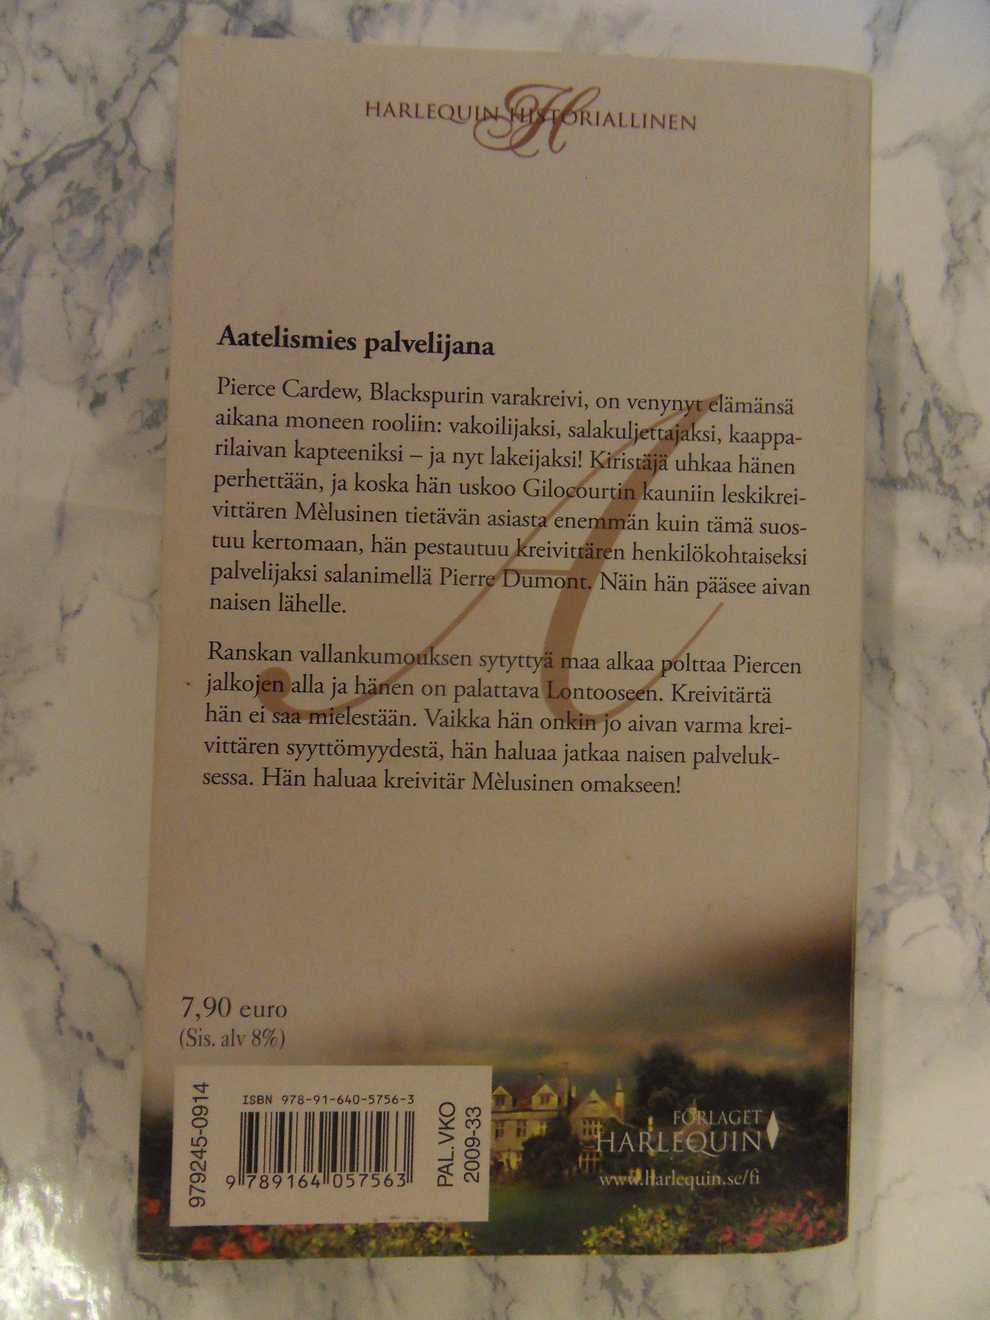 HARLEQUIN HISTORIALLINEN
Aatelismies palvelijana
Pierce Cardew, Blackspurin varakreivi, on venynyt elämänsä
aikana moneen rooliin: vakoilijaksi, salakuljettajaksi, kaappa-
rilaivan kapteeniksi – ja nyt lakeijaksi! Kiristäjä uhkaa hänen
perhettään, ja koska hän uskoo Gilocourtin kauniin leskikrei-
vittären Mèlusinen tietävän asiasta enemmän kuin tämä suos-
tuu kertomaan, hän pestautuu kreivittären henkilökohtaiseksi
palvelijaksi salanimellä Pierre Dumont. Näin hän pääsee aivan
naisen lähelle.
Ranskan vallankumouksen sytyttyä maa alkaa polttaa Piercen
jalkojen alla ja hänen on palattava Lontooseen. Kreivitärtä
hän ei saa mielestään. Vaikka hän onkin jo aivan varma krei-
vittären syyttömyydestä, hän haluaa jatkaa naisen palveluk-
sessa. Hän haluaa kreivitär Mèlusinen omakseen!
7,90 euro
(Sis. alv 8%)
979245-0914
ISBN 978-91-640-5756-3
9 789164 057563
PAL.VKO
2009-33
FÖRLAGET
HARLEQUIN
www.harlequin.se/fi